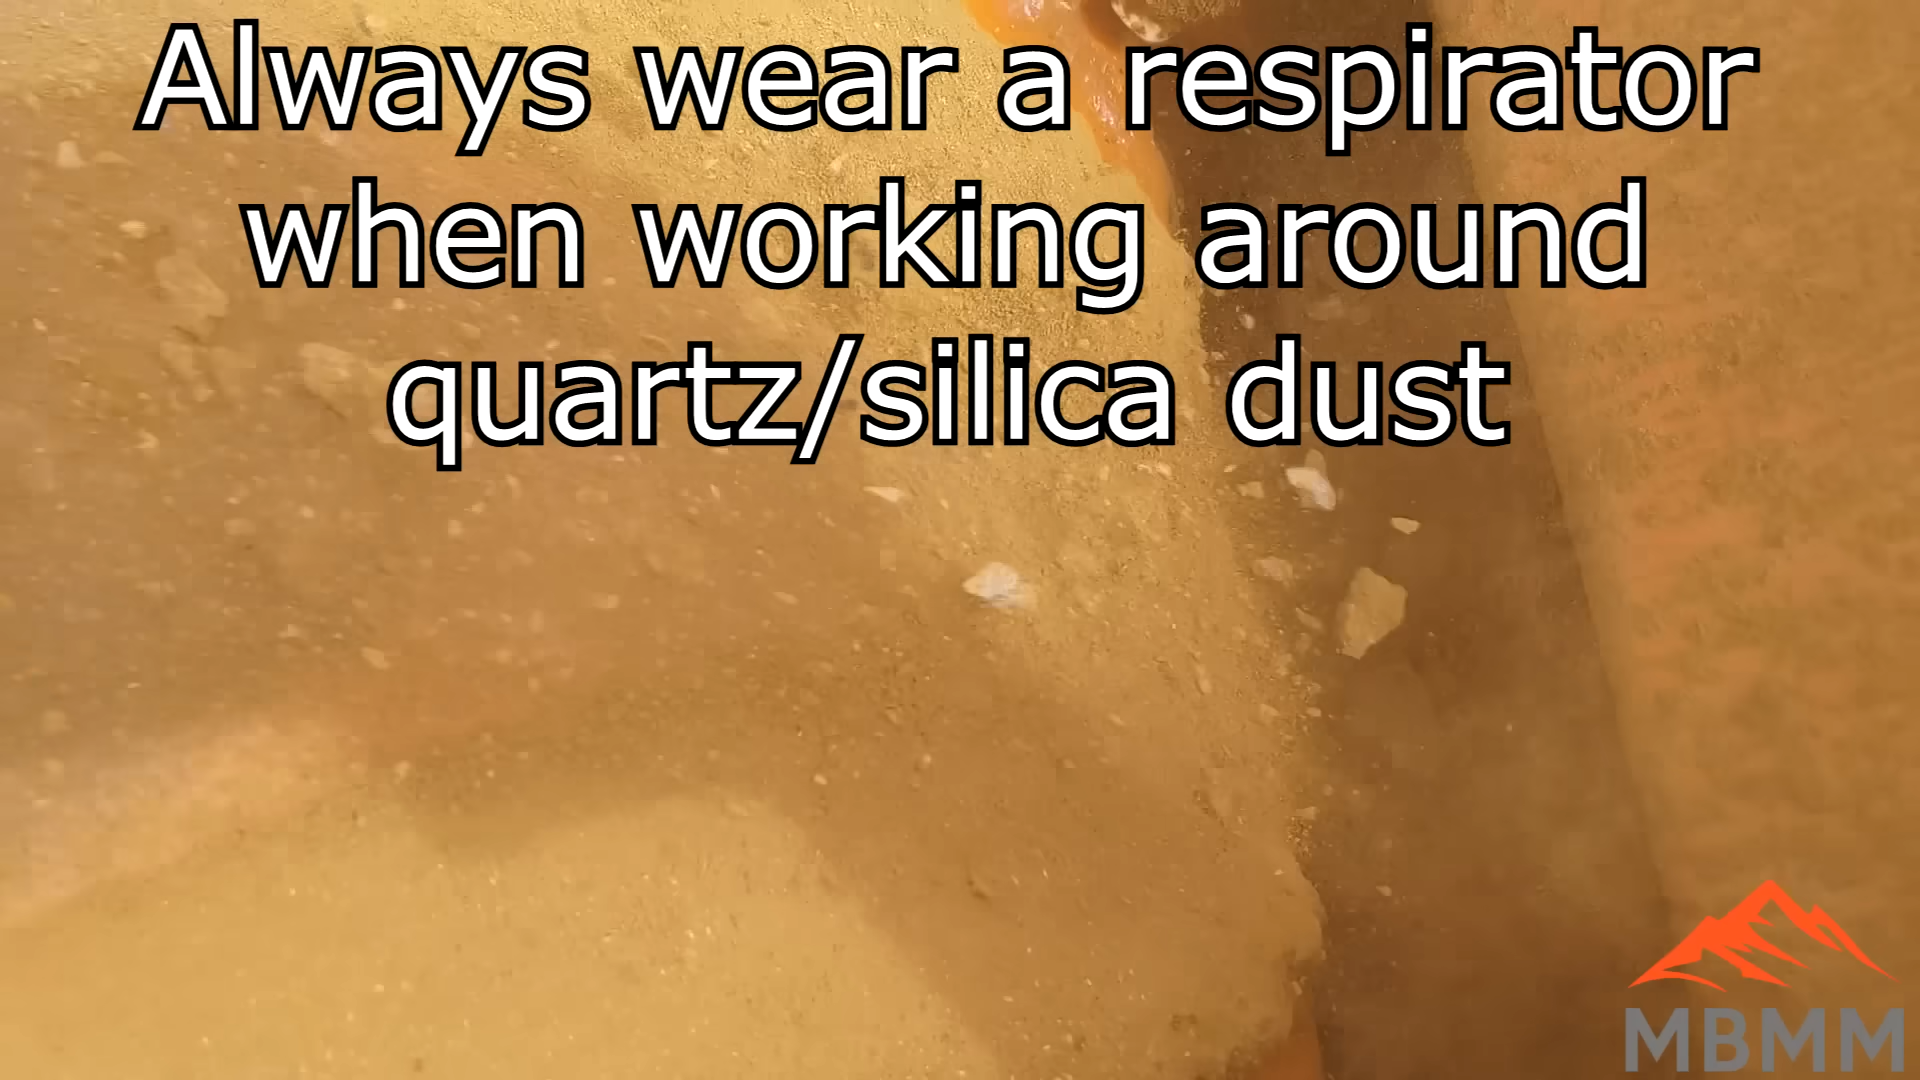 Always wear a respirator
when working around
quartz/silica dust
MBMM